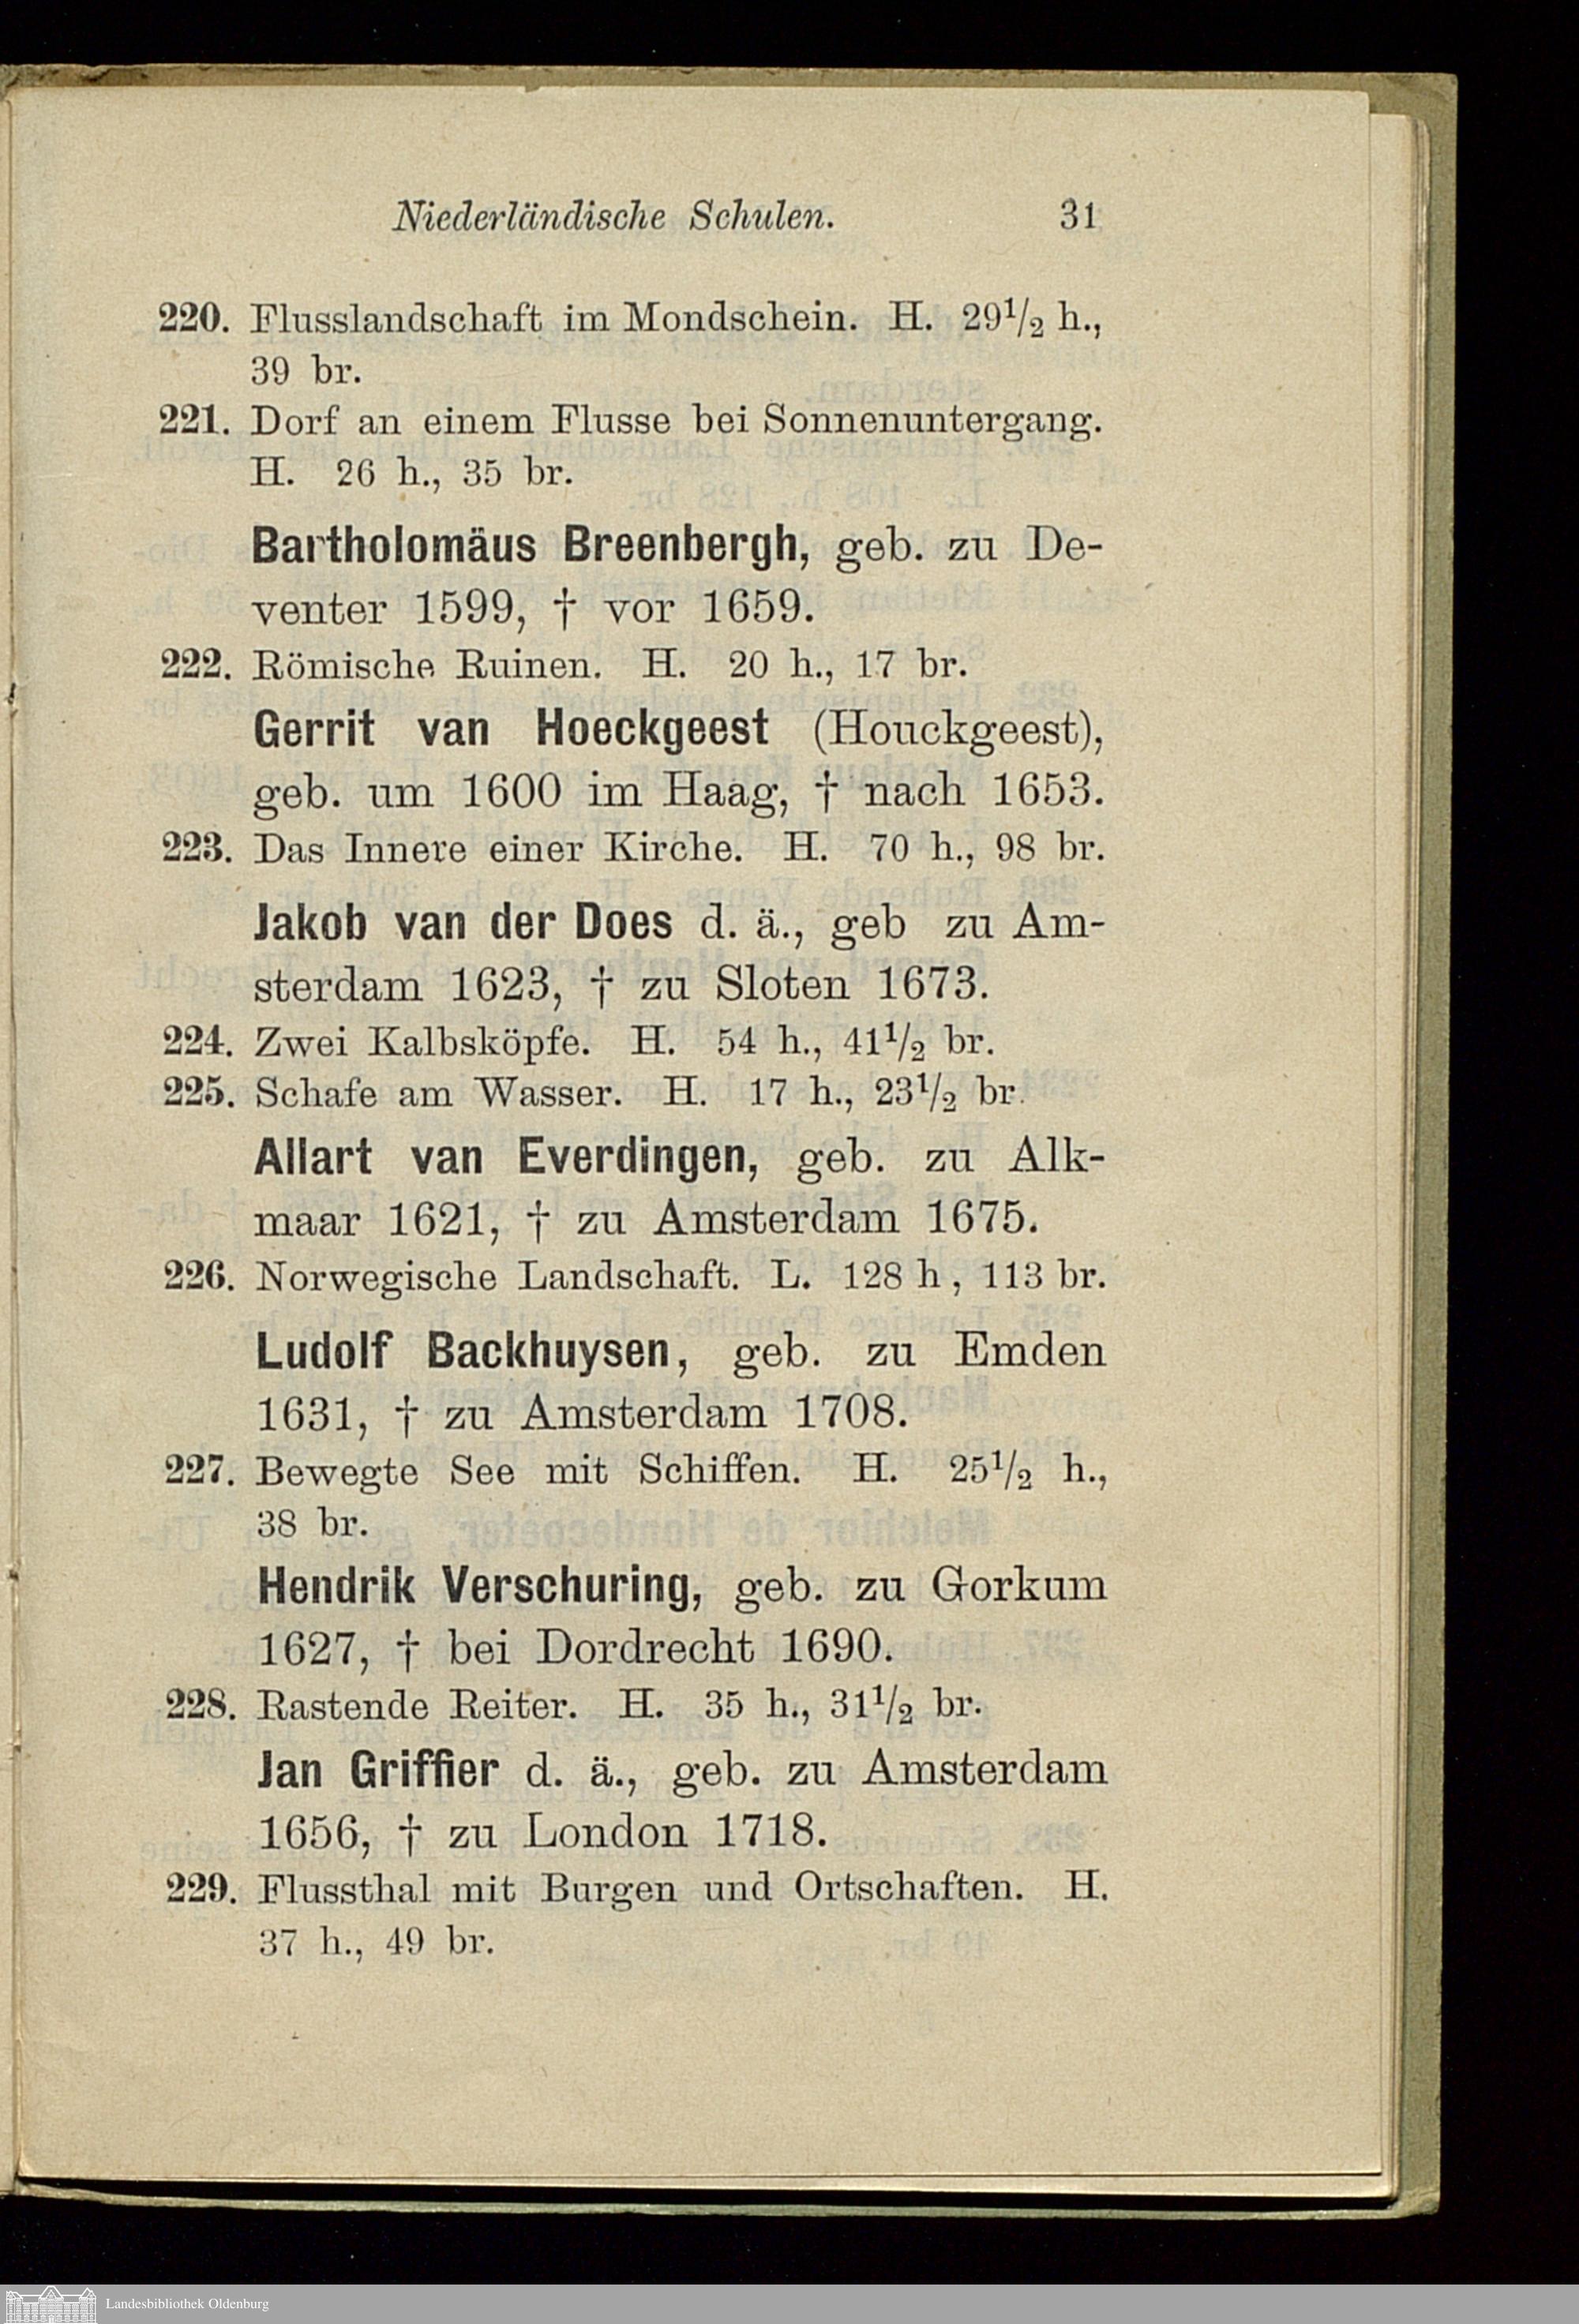 Niederländische Schulen. 31
220. Flusslandschaft im Mondschein. H. 29½ h.,
39 br.
221. Dorf an einem Flusse bei Sonnenuntergang.
H. 26 h., 35 br.
Bartholomäus Breenbergh, geb. zu De-
venter 1599, † vor 1659.
222. Römische Ruinen. H. 20 h., 17 br.
Gerrit van Hoeckgeest (Houckgeest),
geb. um 1600 im Haag, † nach 1653.
223. Das Innere einer Kirche. H. 70 h., 98 br.
Jakob van der Does d. ä., geb zu Am-
sterdam 1623, † zu Sloten 1673.
224. Zwei Kalbsköpfe. H. 54 h., 41½ br.
225. Schafe am Wasser. H. 17 h., 23½ br.
Allart van Everdingen, geb. zu Alk-
maar 1621, † zu Amsterdam 1675.
226. Norwegische Landschaft. L. 128 h, 113 br.
Ludolf Backhuysen, geb. zu Emden
1631, † zu Amsterdam 1708.
227. Bewegte See mit Schiffen. H. 25½ h.,
38 br.
Hendrik Verschuring, geb. zu Gorkum
1627, † bei Dordrecht 1690.
228. Rastende Reiter. H. 35 h., 31½ br.
Jan Griffier d. ä., geb. zu Amsterdam
1656, † zu London 1718.
229. Flussthal mit Burgen und Ortschaften. H.
37 h., 49 br.
Landesbibliothek Oldenburg